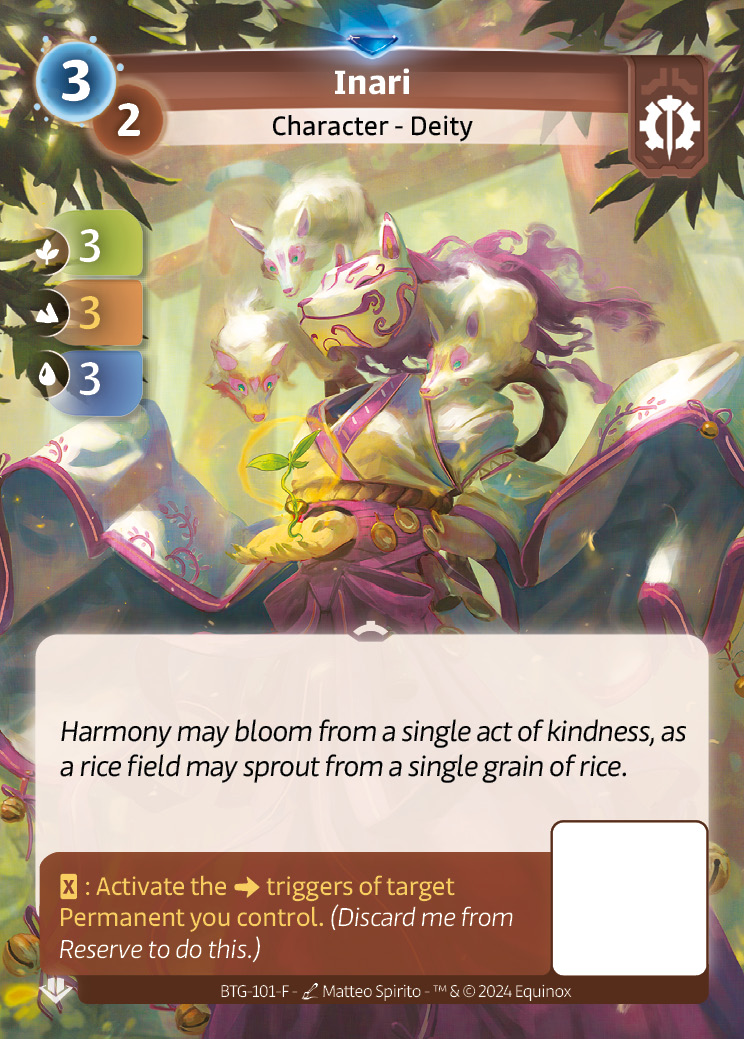 3
Inari
2
Character - Deity
3
3
3
Harmony may bloom from a single act of kindness, as
a rice field may sprout from a single grain of rice.
X : Activate the ➡ triggers of target
Permanent you control. (Discard me from
Reserve to do this.)
BTG-101-F - Matteo Spirito - ™ & © 2024 Equinox